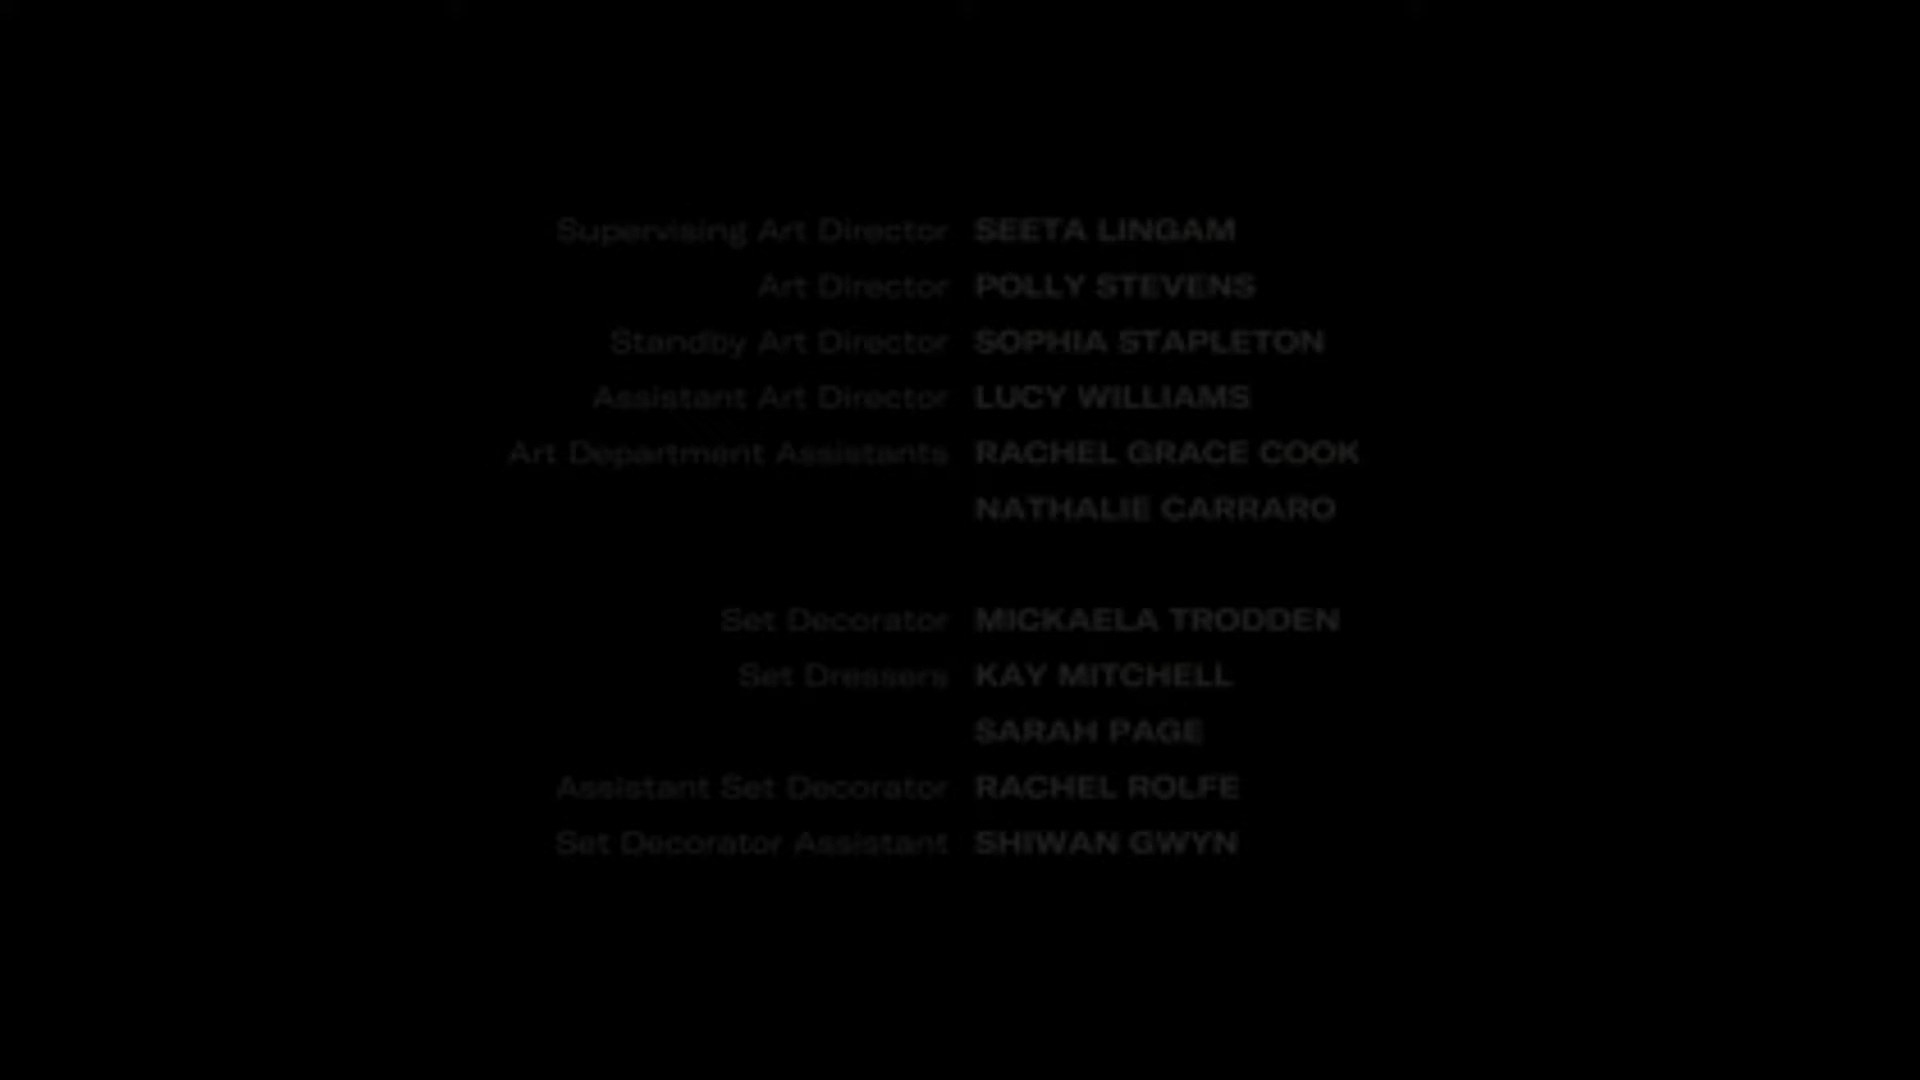 Supervising Art Director SEETA LINGAM
Art Director POLLY STEVENS
Standby Art Director SOPHIA STAPLETON
Assistant Art Director LUCY WILLIAMS
Art Department Assistants RACHEL GRACE COOK
NATHALIE CARRARO
Set Decorator MICKAELA TRODDEN
Set Dressers KAY MITCHELL
SARAH PAGE
Assistant Set Decorator RACHEL ROLFE
Set Decorator Assistant SHIWAN GWYN